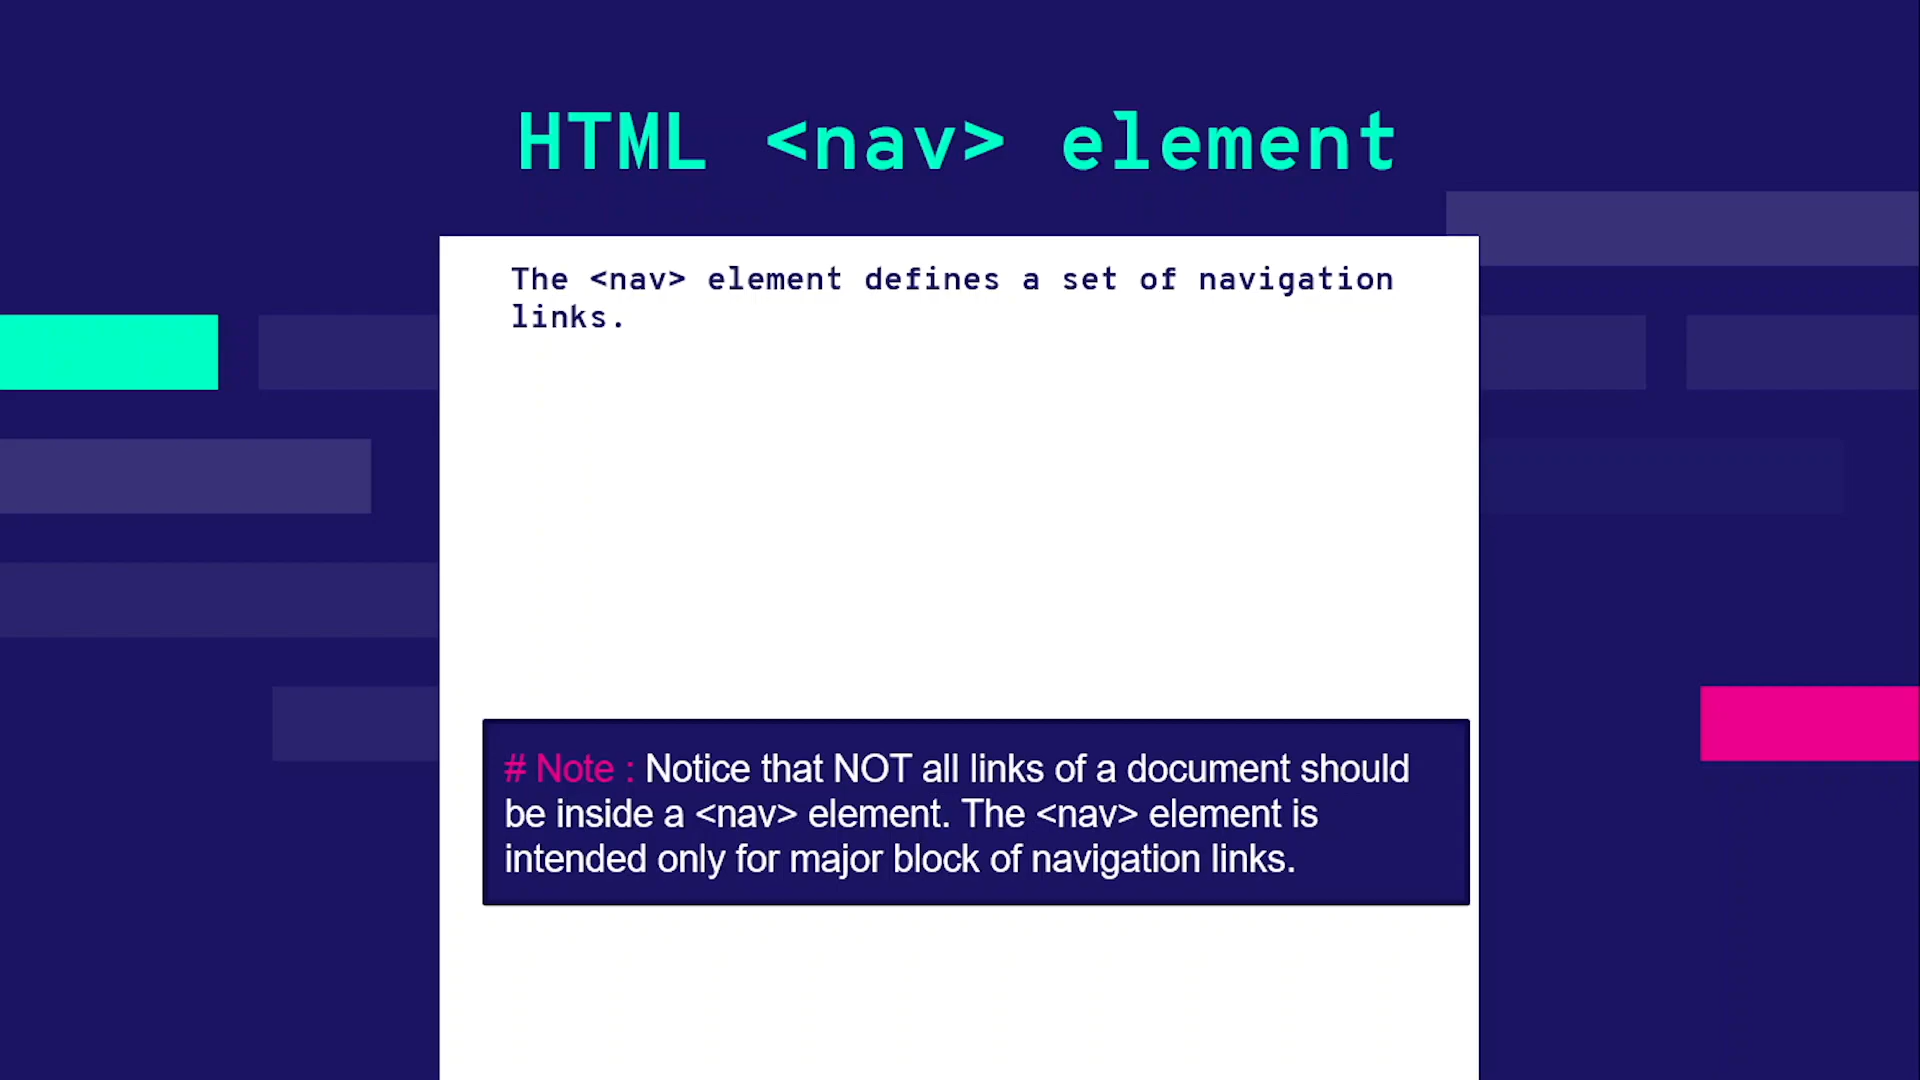 HTML <nav> element
The <nav> element defines a set of navigation
links.
# Note : Notice that NOT all links of a document should
be inside a <nav> element. The <nav> element is
intended only for major block of navigation links.